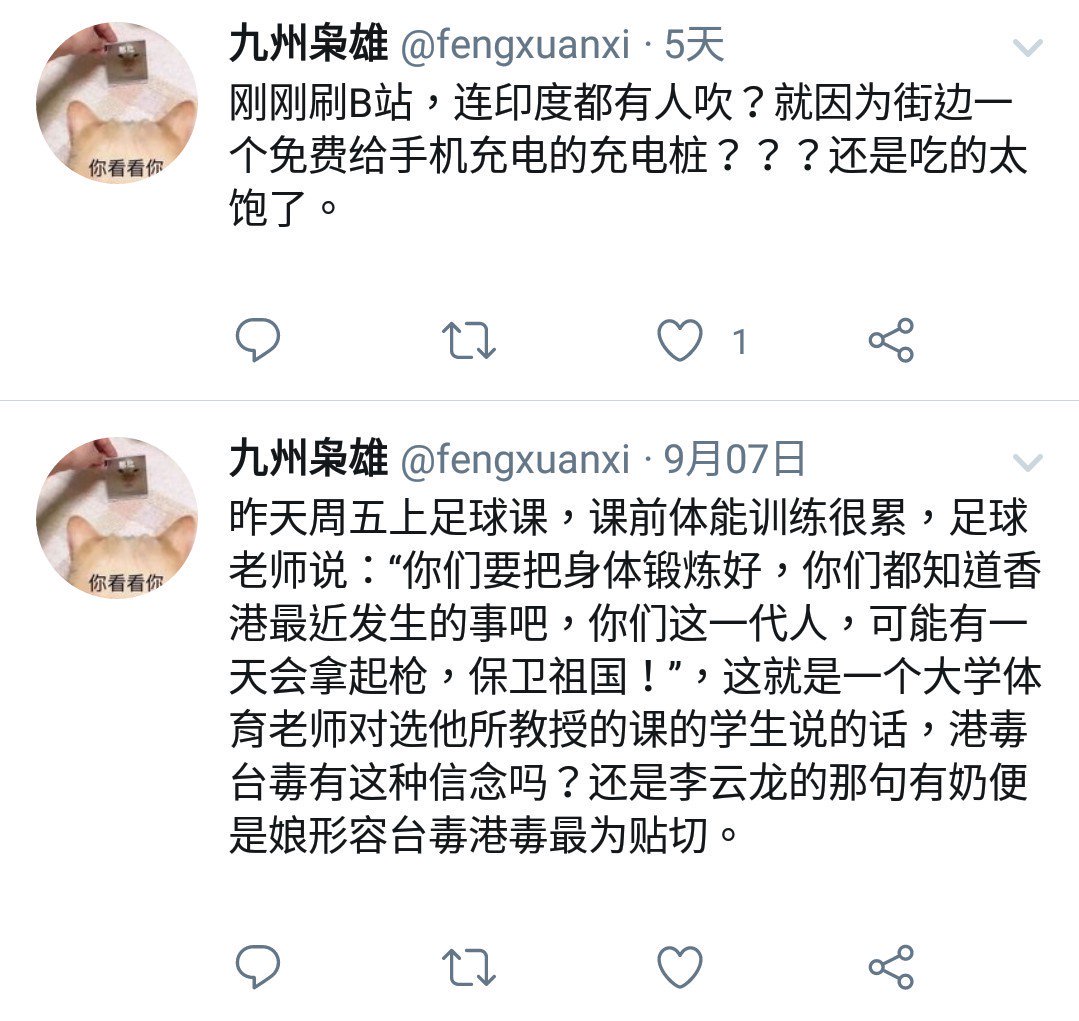 九州枭雄 @fengxuanxi · 5天
刚刚刷B站，连印度都有人吹？就因为街边一
个免费给手机充电的充电桩？？？还是吃的太
饱了。
你看看你
1
九州枭雄 @fengxuanxi · 9月07日
昨天周五上足球课，课前体能训练很累，足球
老师说：“你们要把身体锻炼好，你们都知道香
港最近发生的事吧，你们这一代人，可能有一
天会拿起枪，保卫祖国！”，这就是一个大学体
育老师对选他所教授的课的学生说的话，港毒
台毒有这种信念吗？还是李云龙的那句有奶便
是娘形容台毒港毒最为贴切。
你看看你